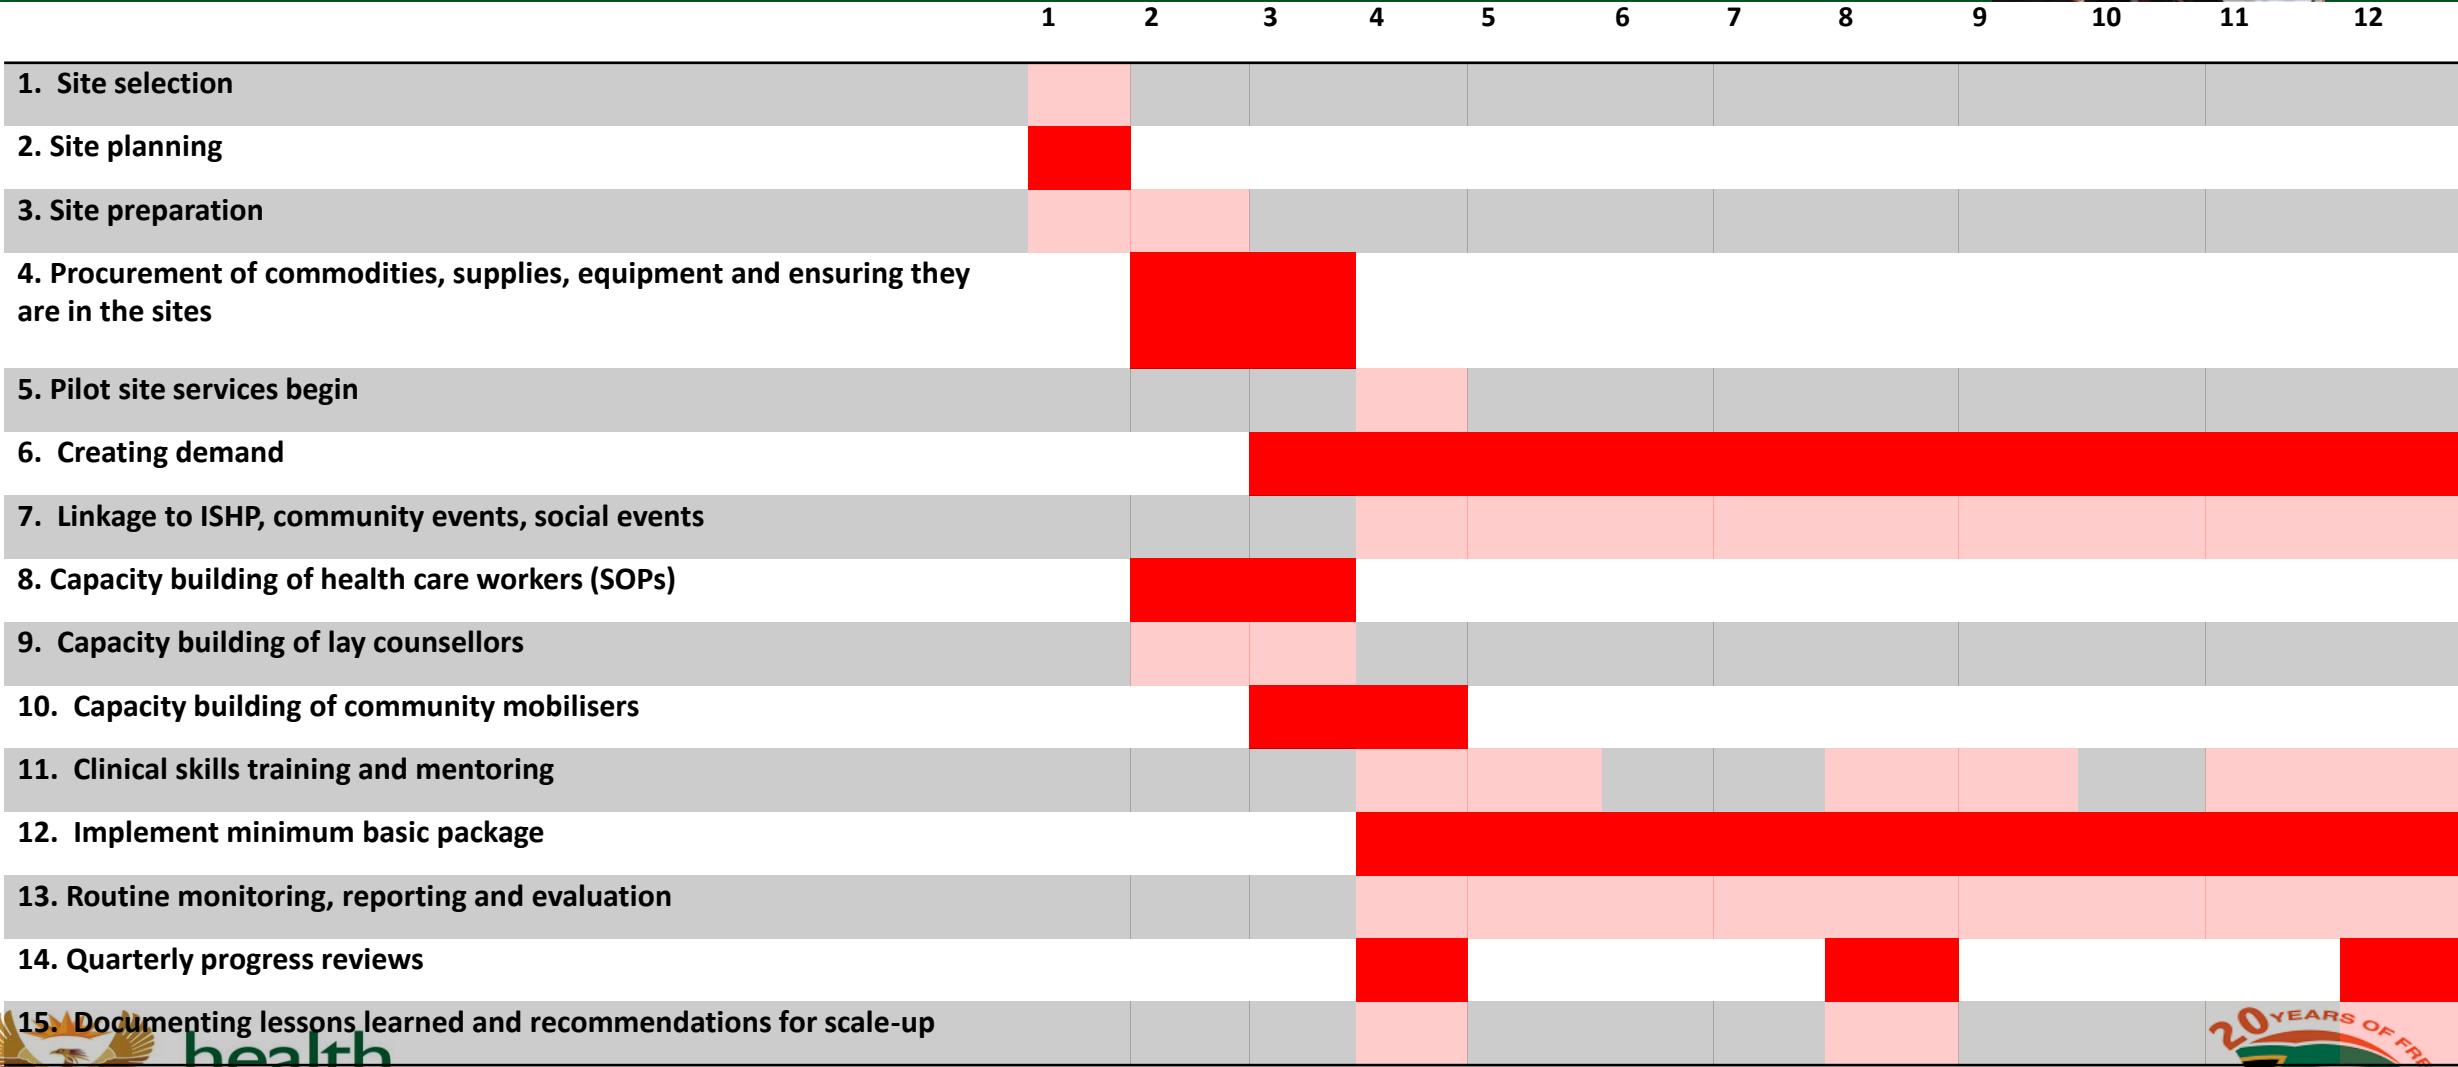 1 2 3 4 5 6 7 8 9 10 11 12
1. Site selection
2. Site planning
3. Site preparation
4. Procurement of commodities, supplies, equipment and ensuring they
are in the sites
5. Pilot site services begin
6. Creating demand
7. Linkage to ISHP, community events, social events
8. Capacity building of health care workers (SOPs)
9. Capacity building of lay counsellors
10. Capacity building of community mobilisers
11. Clinical skills training and mentoring
12. Implement minimum basic package
13. Routine monitoring, reporting and evaluation
14. Quarterly progress reviews
15. Documenting lessons learned and recommendations for scale-up
health
20 YEARS OF